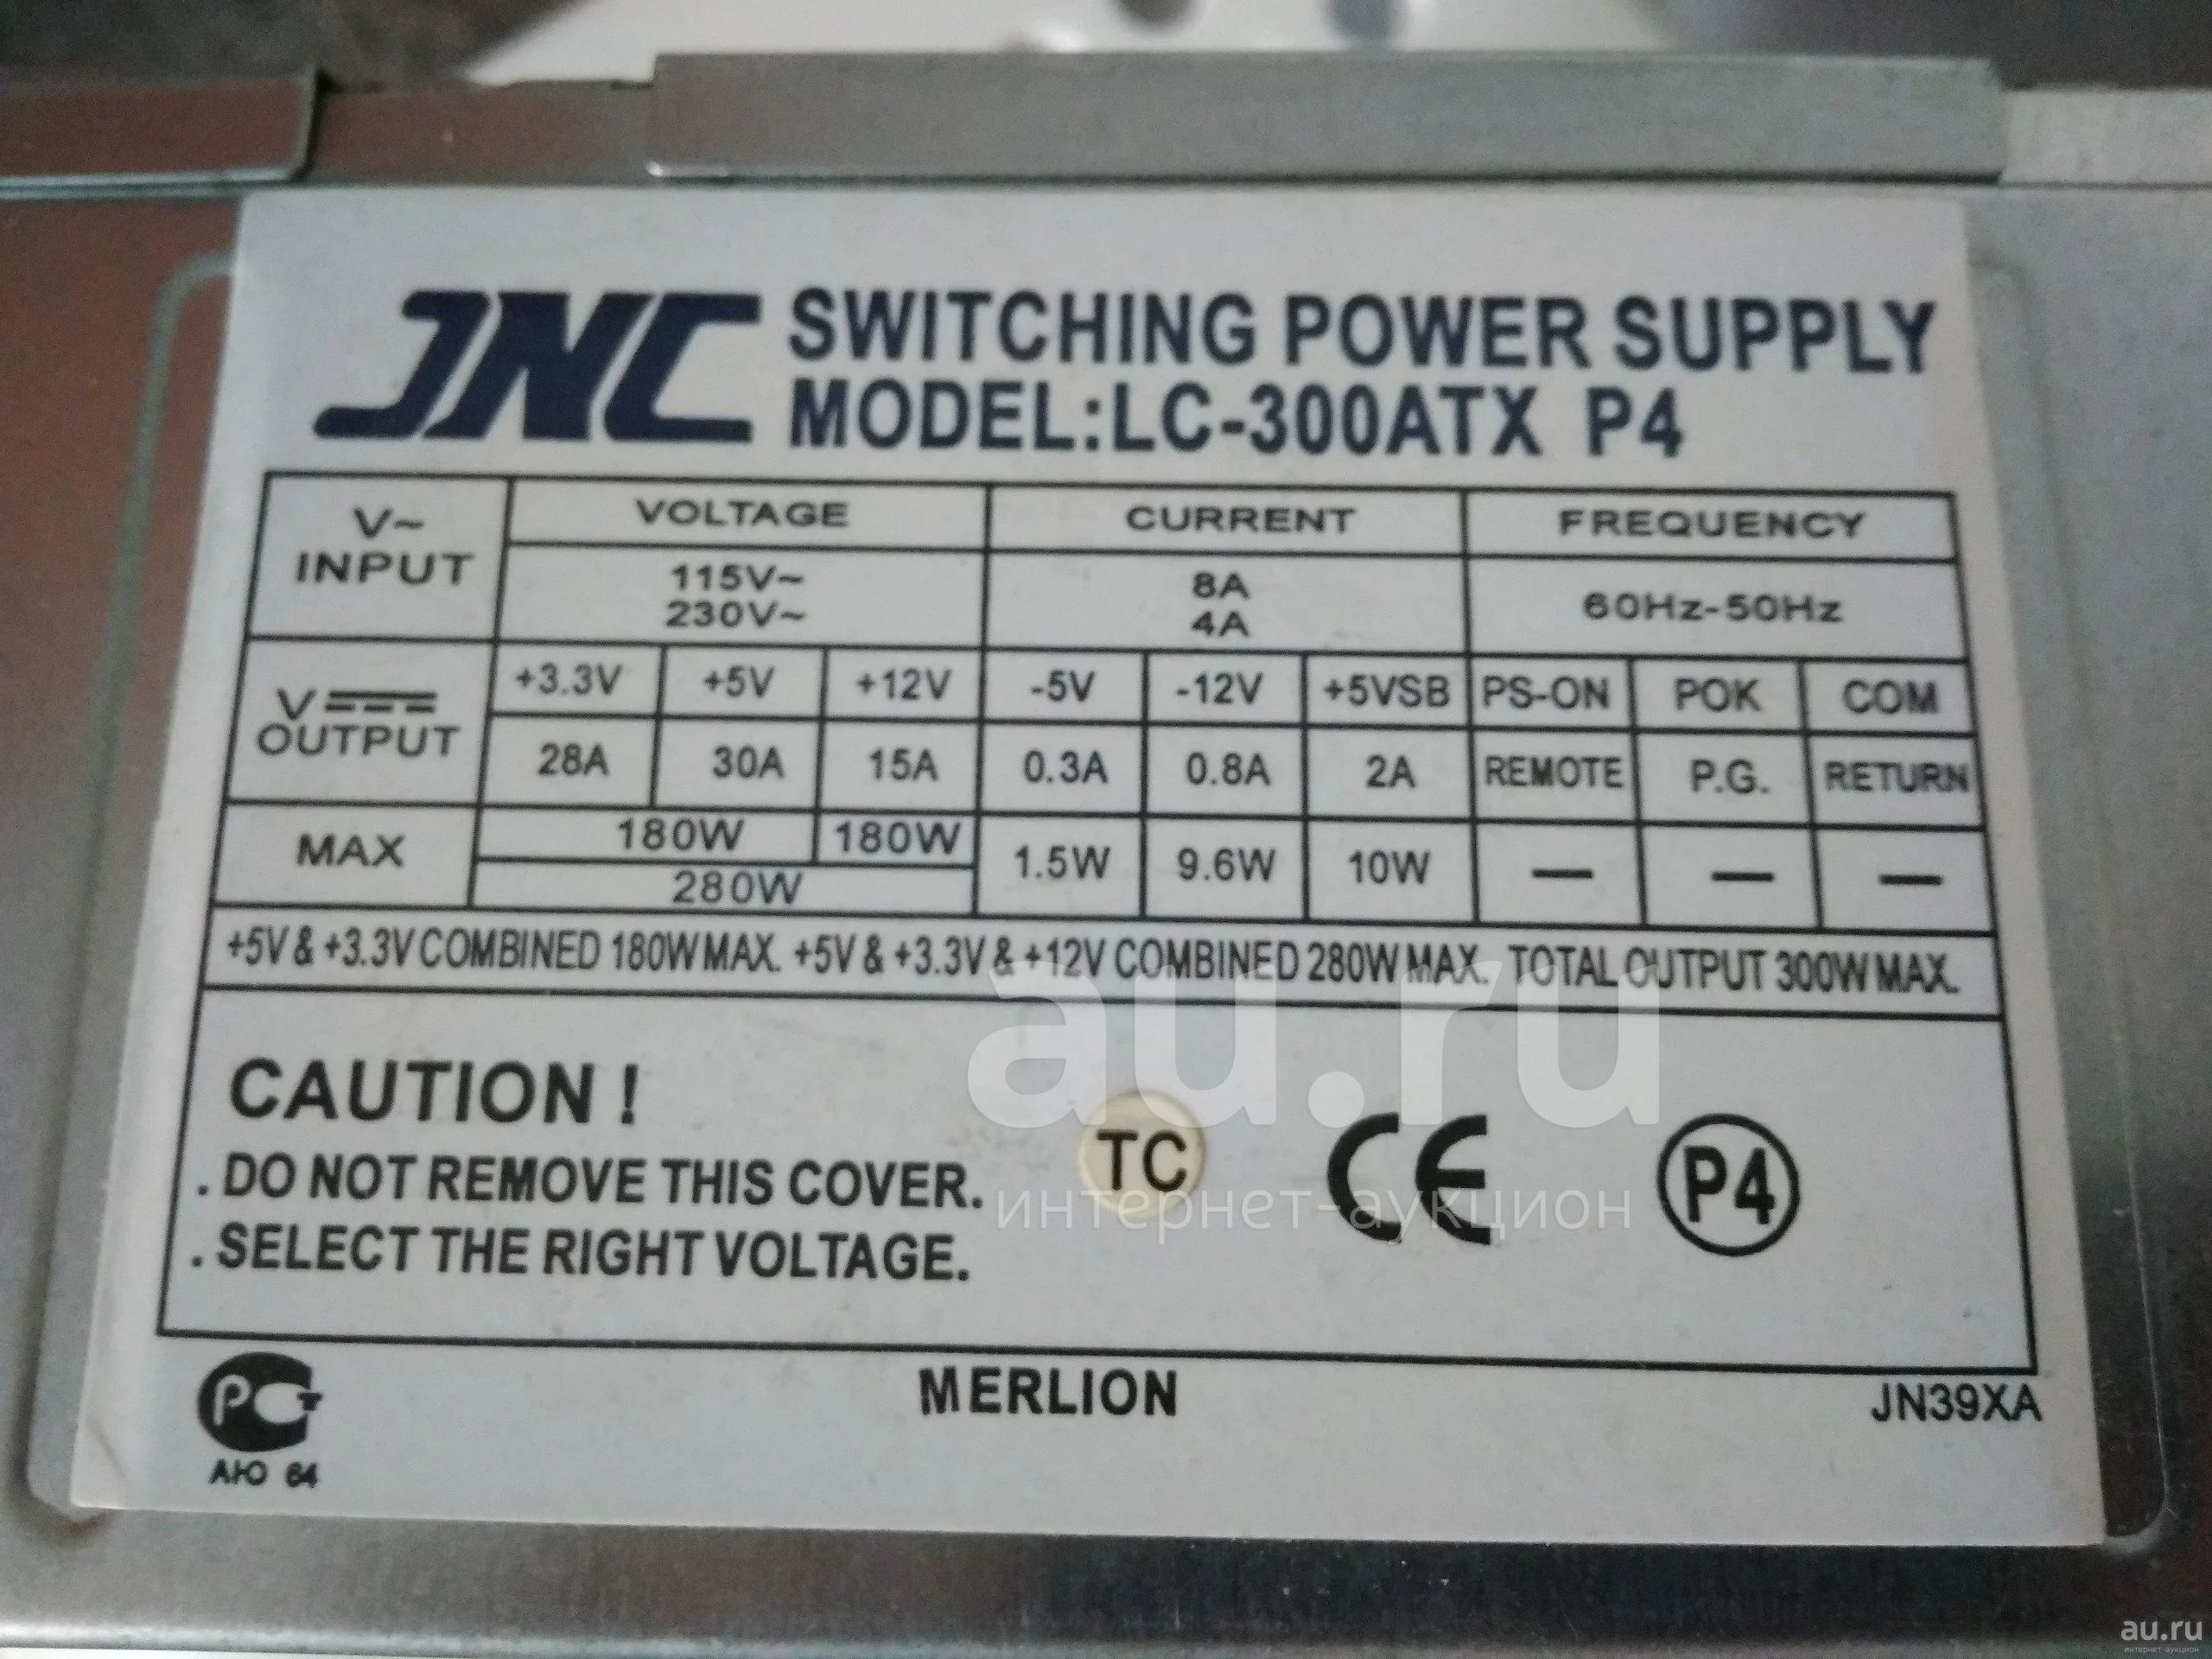 JNC SWITCHING POWER SUPPLY
MODEL:LC-300ATX P4
V~ INPUT VOLTAGE CURRENT FREQUENCY
115V~ 8A 60Hz-50Hz
230V~ 4A
V OUTPUT +3.3V +5V +12V -5V -12V +5VSB PS-ON POK COM
28A 30A 15A 0.3A 0.8A 2A REMOTE P.G. RETURN
MAX 180W 180W 1.5W 9.6W 10W — — —
280W
+5V & +3.3V COMBINED 180W MAX. +5V & +3.3V & +12V COMBINED 280W MAX. TOTAL OUTPUT 300W MAX.
au.ru
CAUTION !
. DO NOT REMOVE THIS COVER.
. SELECT THE RIGHT VOLTAGE.
TC CE P4
интернет-аукцион
РСТ
АЮ 64
MERLION
JN39XA
au.ru
интернет-аукцион